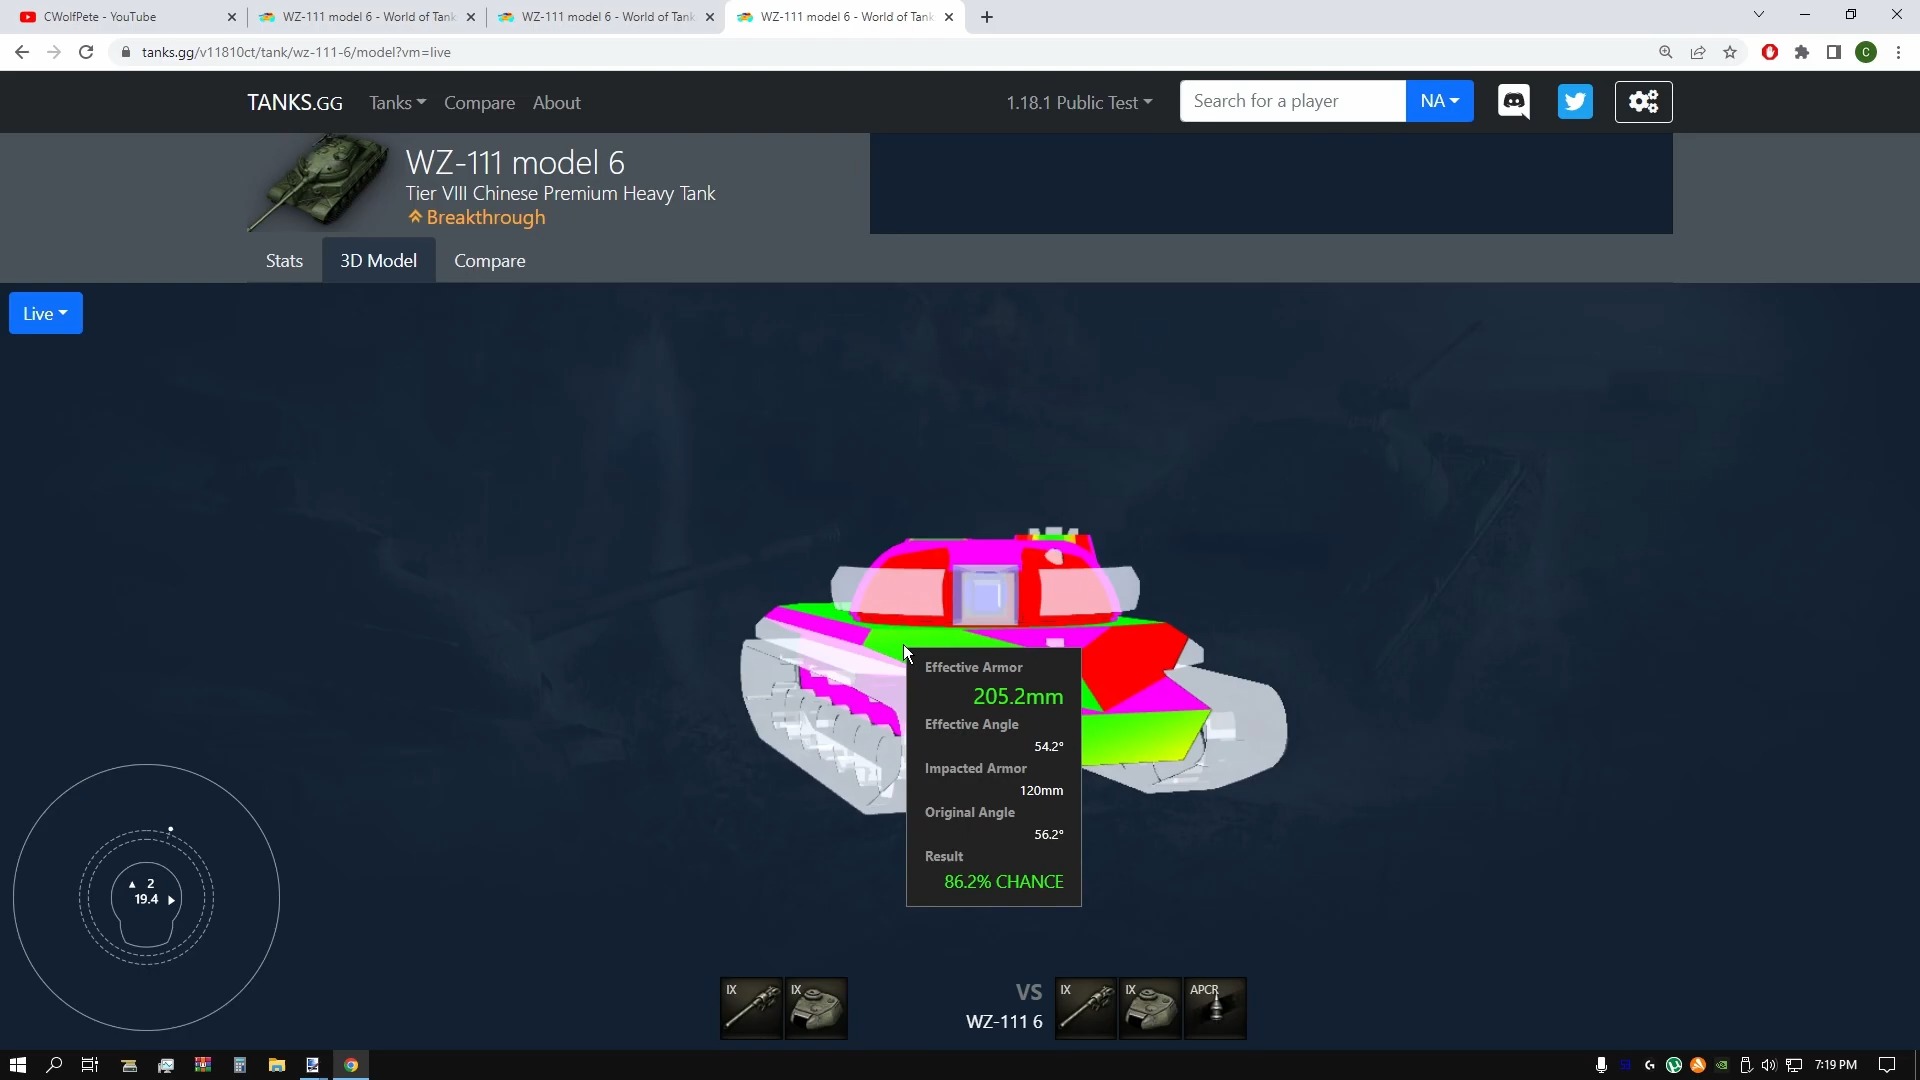 CWolfPete - YouTube
WZ-111 model 6 - World of Tank
WZ-111 model 6 - World of Tank
WZ-111 model 6 - World of Tank
tanks.gg/v11810ct/tank/wz-111-6/model?vm=live
C
TANKS.GG
Tanks
Compare
About
1.18.1 Public Test
Search for a player
NA
WZ-111 model 6
Tier VIII Chinese Premium Heavy Tank
Breakthrough
Stats
3D Model
Compare
Live
Effective Armor
205.2mm
Effective Angle
54.2°
Impacted Armor
120mm
Original Angle
56.2°
Result
86.2% CHANCE
2
19.4
IX
IX
VS
WZ-111 6
IX
IX
APCR
7:19 PM